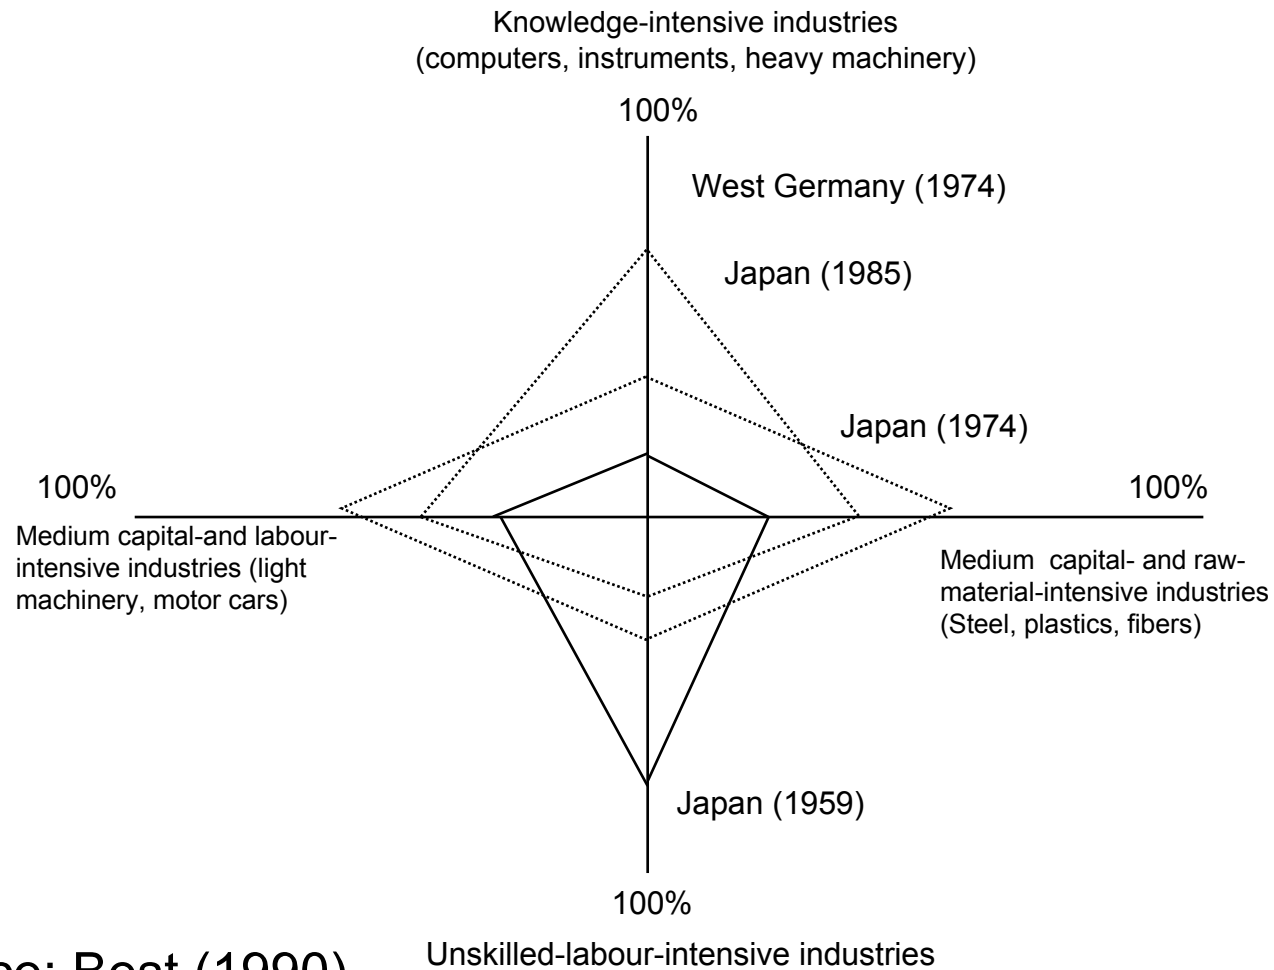 Knowledge-intensive industries
(computers, instruments, heavy machinery)
100%
West Germany (1974)
Japan (1985)
Japan (1974)
100%
100%
Medium capital-and labour-
intensive industries (light
machinery, motor cars)
Medium capital- and raw-
material-intensive industries
(Steel, plastics, fibers)
Japan (1959)
100%
Unskilled-labour-intensive industries
(1990)